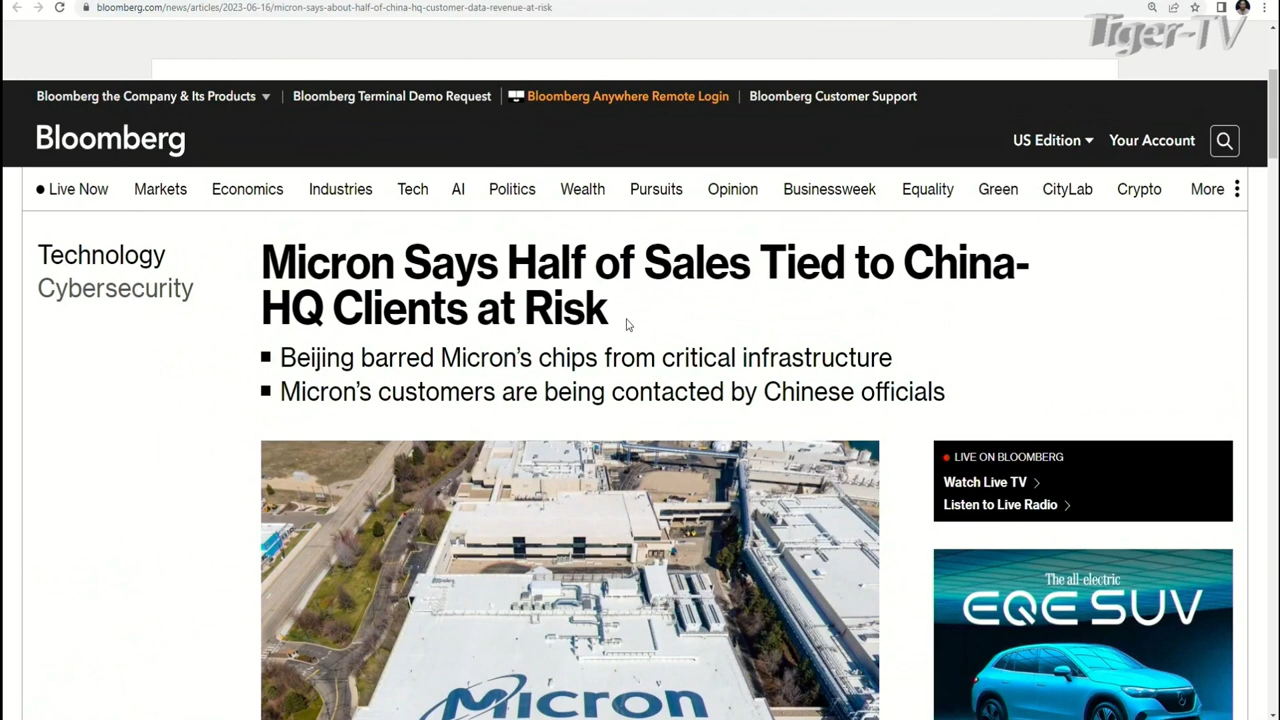 bloomberg.com/news/articles/2023-06-16/micron-says-about-half-of-china-hq-customer-data-revenue-at-risk
Tiger-TV
Bloomberg the Company & Its Products
Bloomberg Terminal Demo Request
Bloomberg Anywhere Remote Login
Bloomberg Customer Support
Bloomberg
US Edition
Your Account
Live Now
Markets
Economics
Industries
Tech
AI
Politics
Wealth
Pursuits
Opinion
Businessweek
Equality
Green
CityLab
Crypto
More
Technology
Cybersecurity
Micron Says Half of Sales Tied to China-
HQ Clients at Risk
Beijing barred Micron's chips from critical infrastructure
Micron's customers are being contacted by Chinese officials
LIVE ON BLOOMBERG
Watch Live TV
Listen to Live Radio
The all-electric
EQE SUV
Micron